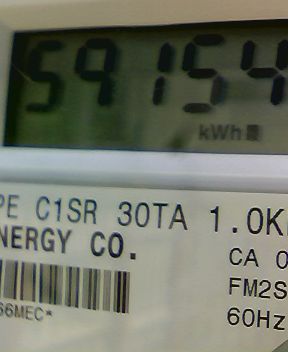 59154
kWh
PE C1SR 30TA 1.0K
NERGY CO.
CA 0
FM2S
66MEC*
60Hz